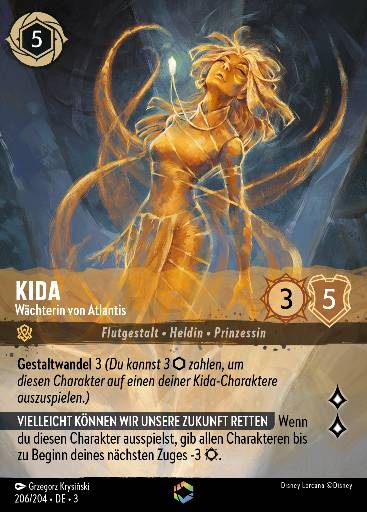 5
KIDA
Wächterin von Atlantis
3
5
Flutgestalt • Heldin • Prinzessin
Gestaltwandel 3 (Du kannst 3 ⬡ zahlen, um
diesen Charakter auf einen deiner Kida-Charaktere
auszuspielen.)
VIELLEICHT KÖNNEN WIR UNSERE ZUKUNFT RETTEN Wenn
du diesen Charakter ausspielst, gib allen Charakteren bis
zu Beginn deines nächsten Zuges -3 ¤.
Grzegorz Krysiński
Disney Lorcana ©Disney
206/204 • DE • 3